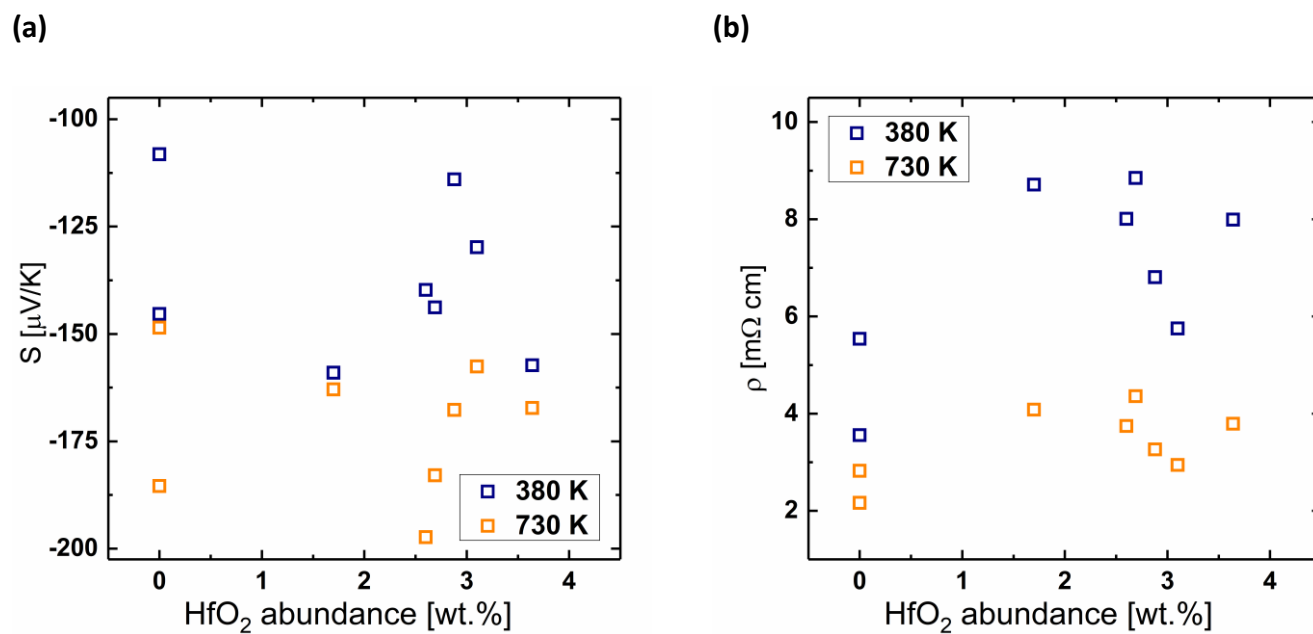 (a)
(b)
-100
-125
-150
-175
-200
S [μV/K]
380 K
730 K
0 1 2 3 4
HfO₂ abundance [wt.%]
10
8
6
4
2
ρ [mΩ cm]
380 K
730 K
0 1 2 3 4
HfO₂ abundance [wt.%]